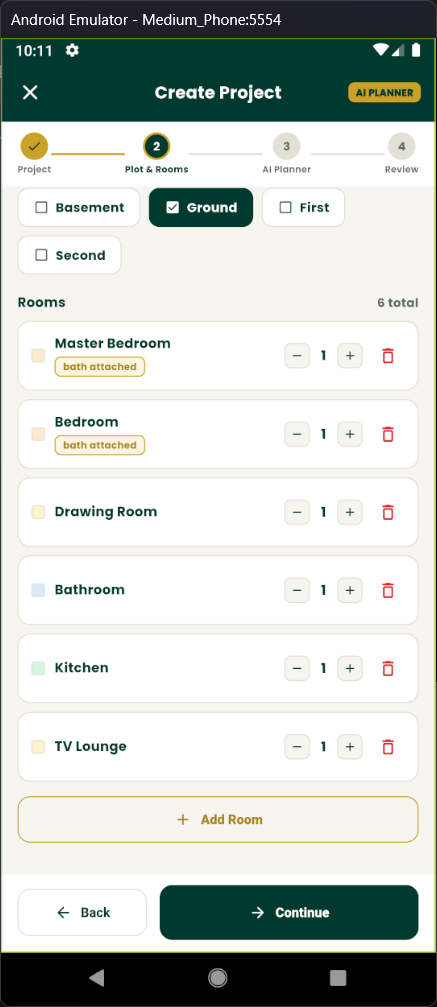 Android Emulator - Medium_Phone:5554
10:11
Create Project
AI PLANNER
2
3
4
Project
Plot & Rooms
AI Planner
Review
Basement
Ground
First
Second
Rooms
6 total
Master Bedroom
bath attached
− 1 +
Bedroom
bath attached
− 1 +
Drawing Room
− 1 +
Bathroom
− 1 +
Kitchen
− 1 +
TV Lounge
− 1 +
+ Add Room
← Back
→ Continue